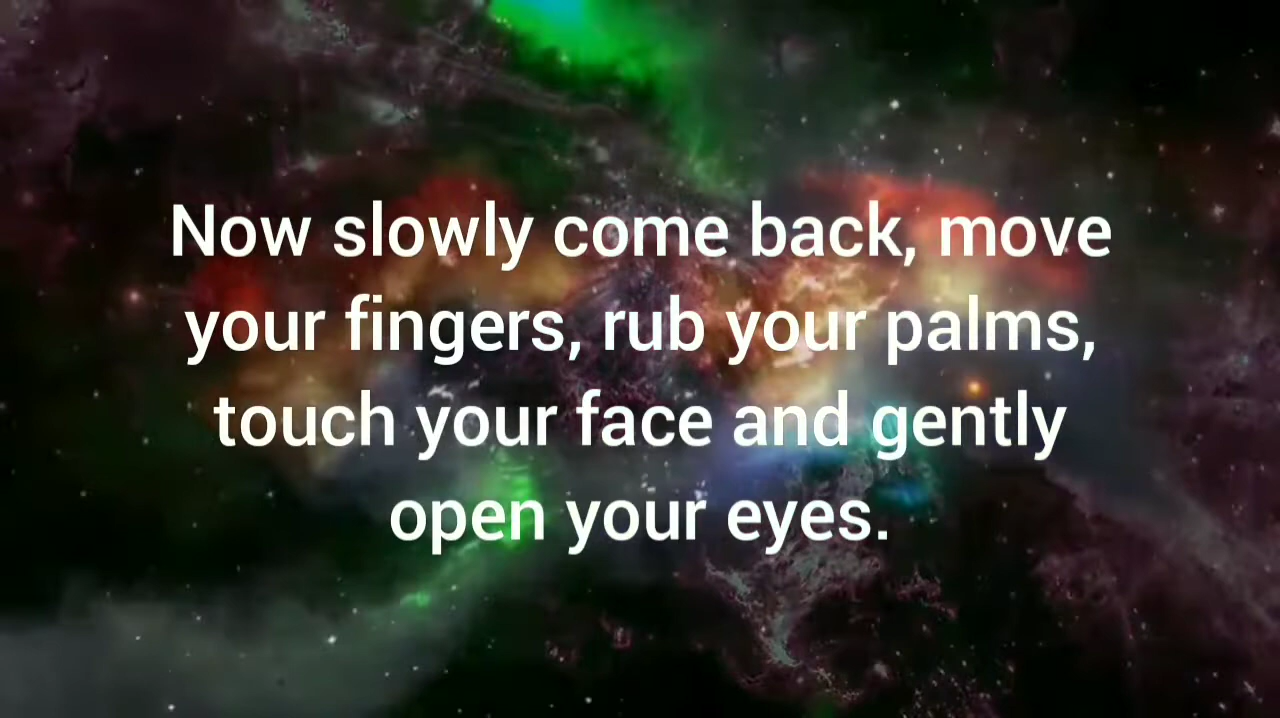 Now slowly come back, move
your fingers, rub your palms,
touch your face and gently
open your eyes.